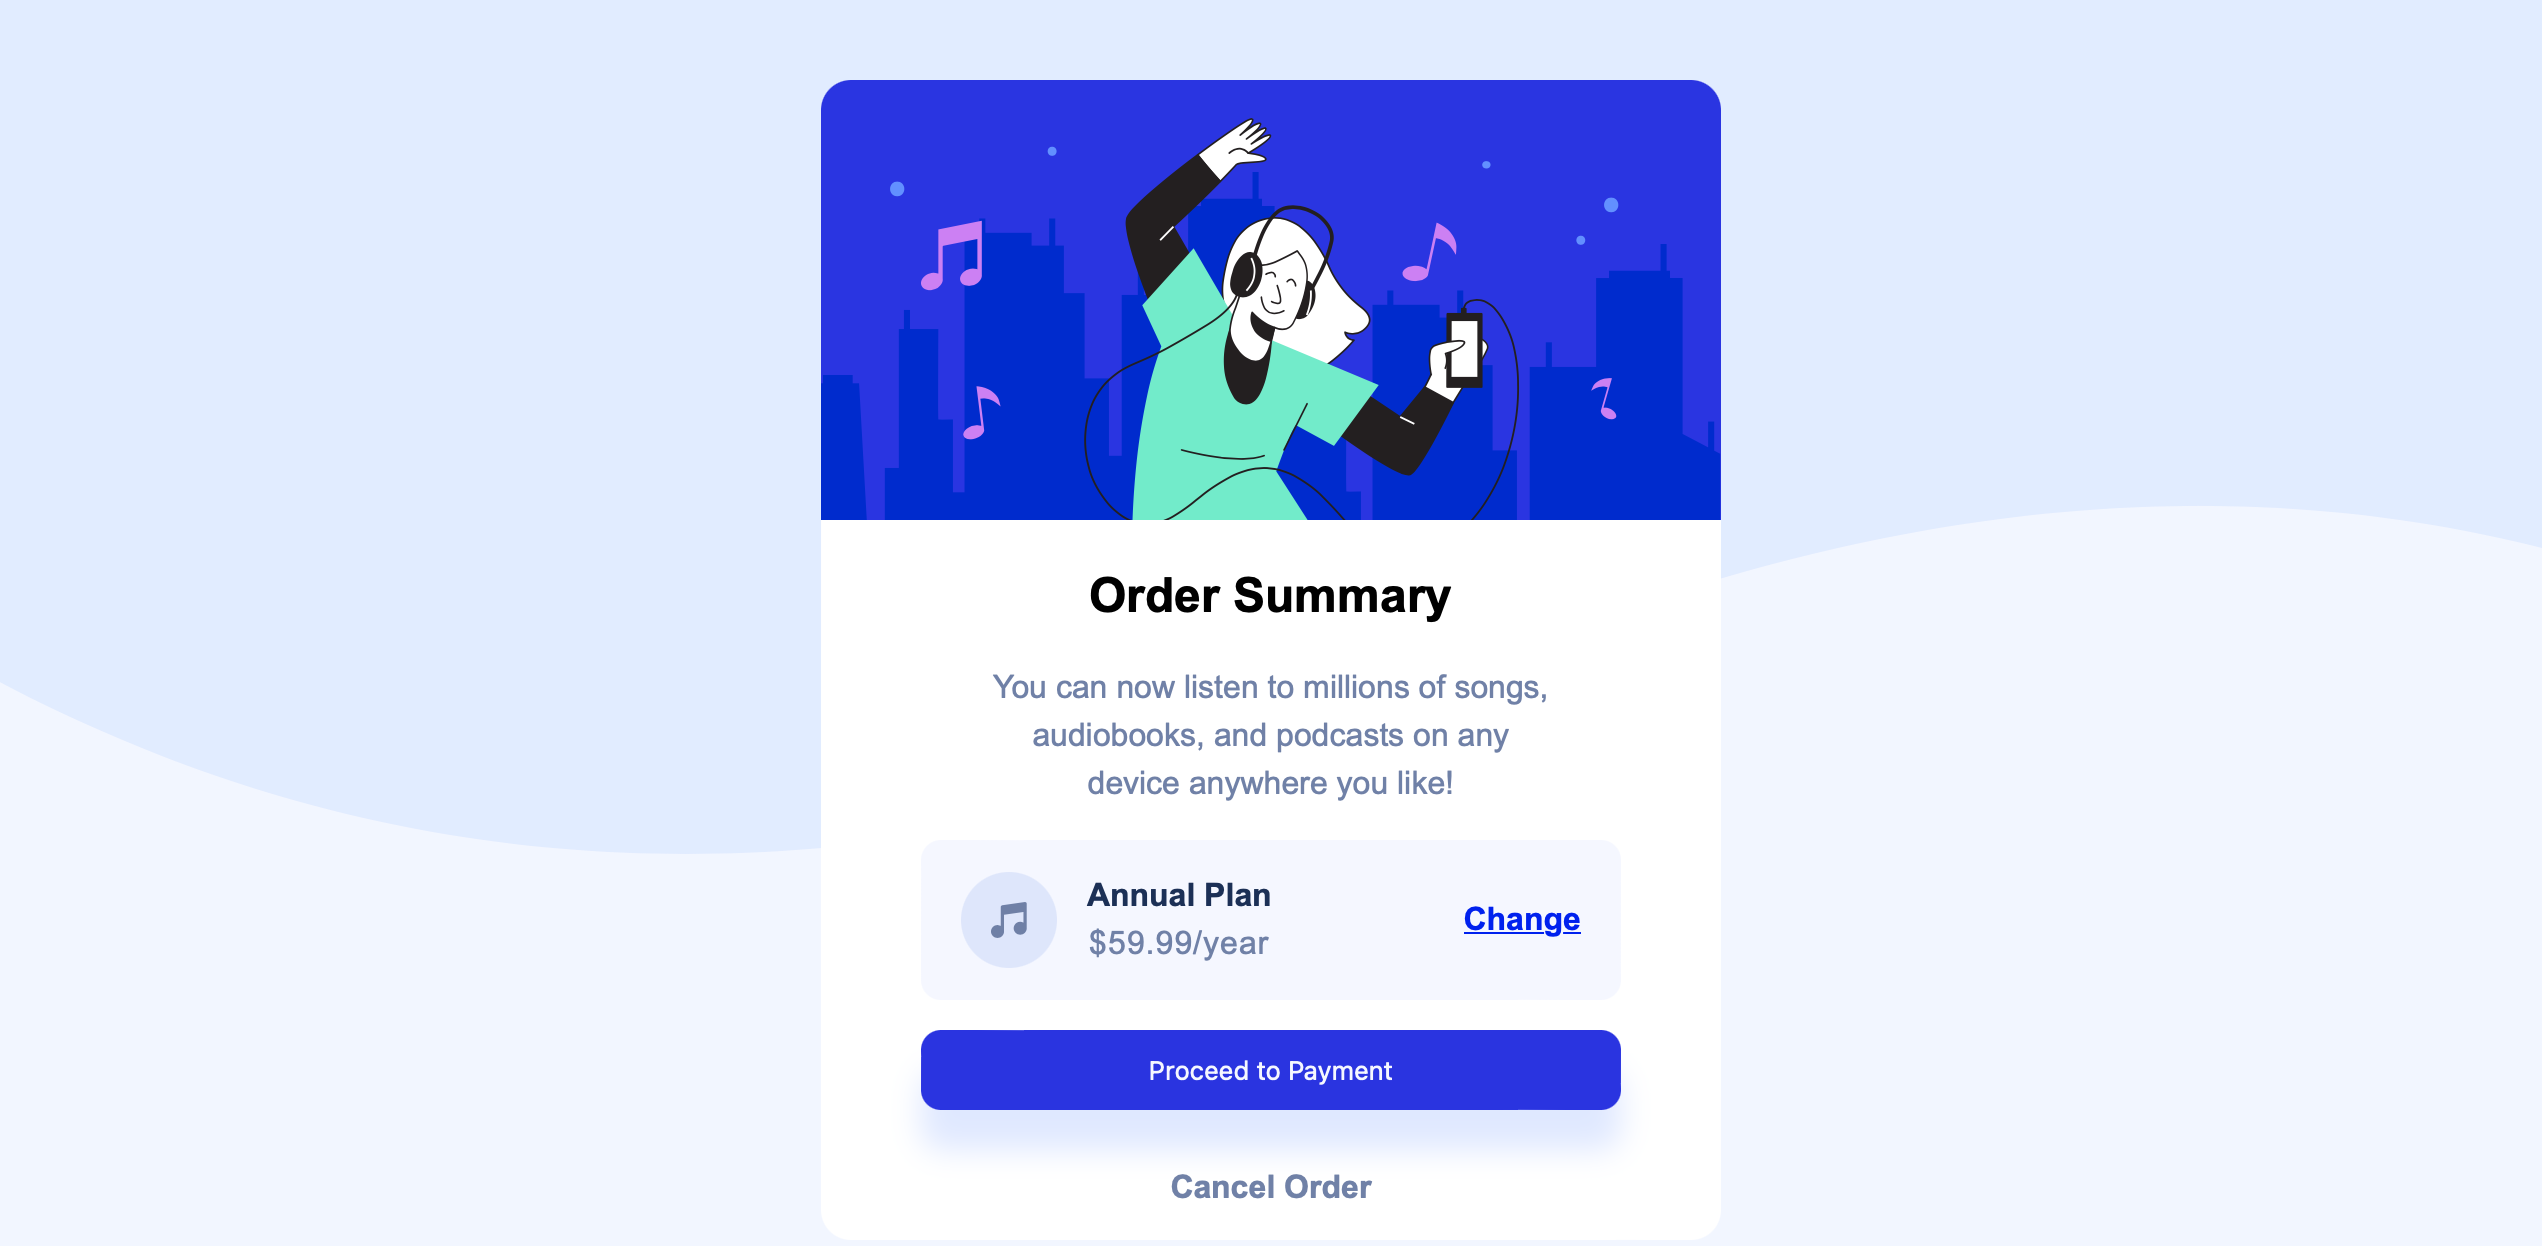 Order Summary
You can now listen to millions of songs,
audiobooks, and podcasts on any
device anywhere you like!
Annual Plan
$59.99/year
Change
Proceed to Payment
Cancel Order